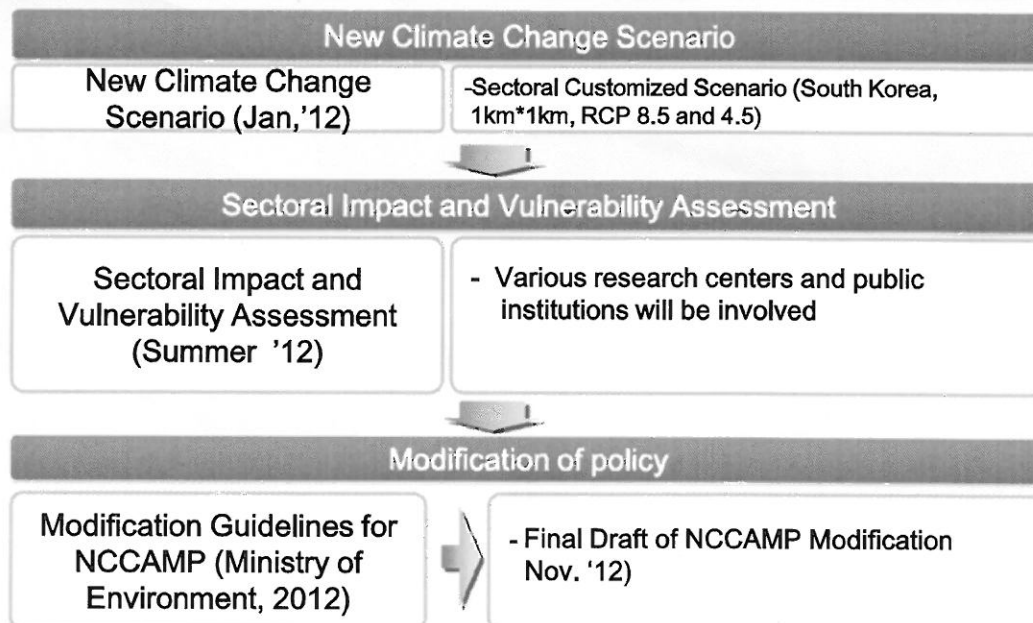 New Climate Change Scenario
New Climate Change
Scenario (Jan,'12)
-Sectoral Customized Scenario (South Korea,
1km*1km, RCP 8.5 and 4.5)
Sectoral Impact and Vulnerability Assessment
Sectoral Impact and
Vulnerability Assessment
(Summer '12)
- Various research centers and public
institutions will be involved
Modification of policy
Modification Guidelines for
NCCAMP (Ministry of
Environment, 2012)
- Final Draft of NCCAMP Modification
Nov. '12)